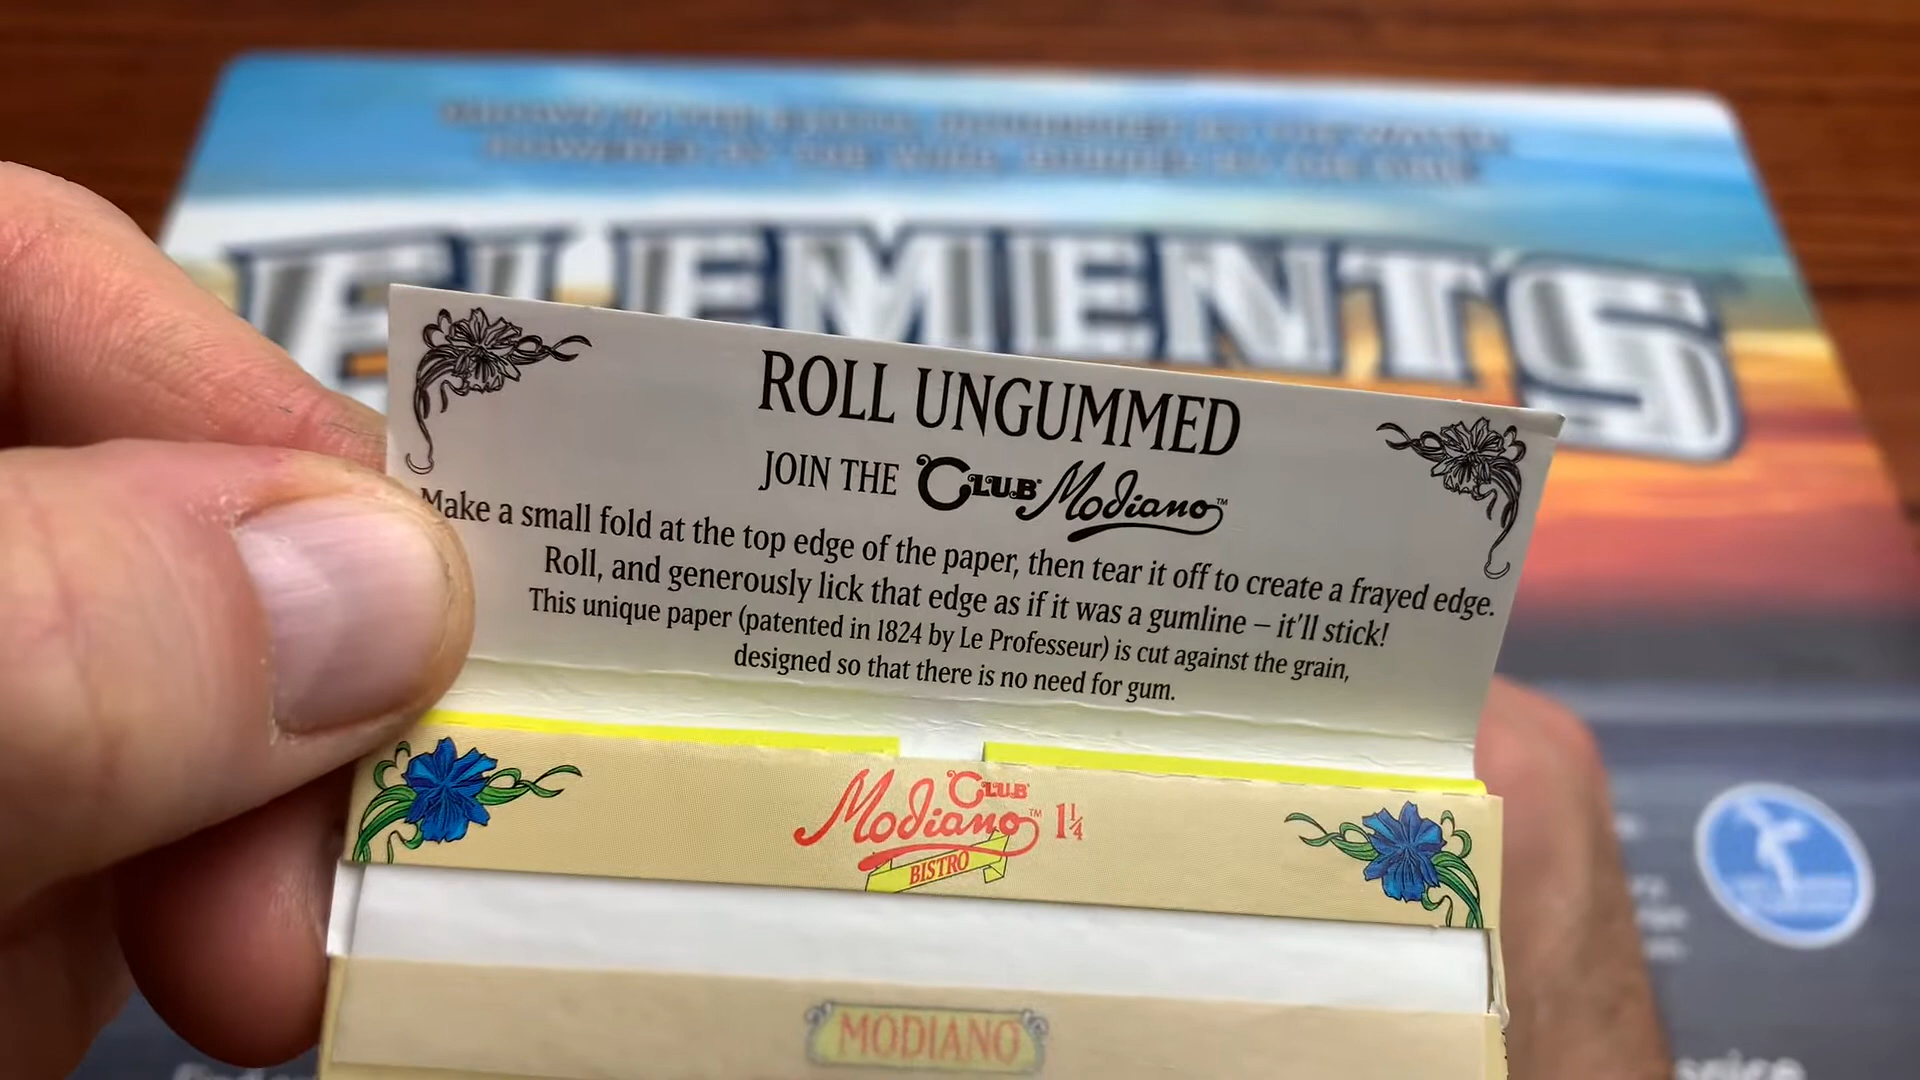 ELEMENTS
ROLL UNGUMMED
JOIN THE CLUB Modiano™
Make a small fold at the top edge of the paper, then tear it off to create a frayed edge.
Roll, and generously lick that edge as if it was a gumline – it'll stick!
This unique paper (patented in 1824 by Le Professeur) is cut against the grain,
designed so that there is no need for gum.
CLUB
Modiano™ 1¼
BISTRO
MODIANO